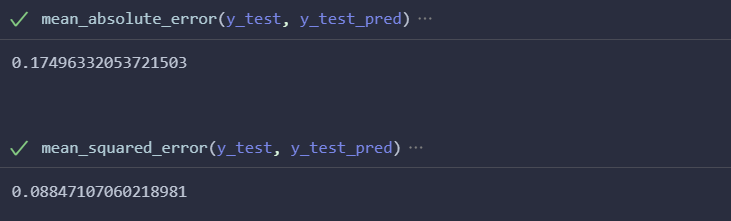 mean_absolute_error(y_test, y_test_pred) ···
0.17496332053721503
mean_squared_error(y_test, y_test_pred) ···
0.08847107060218981